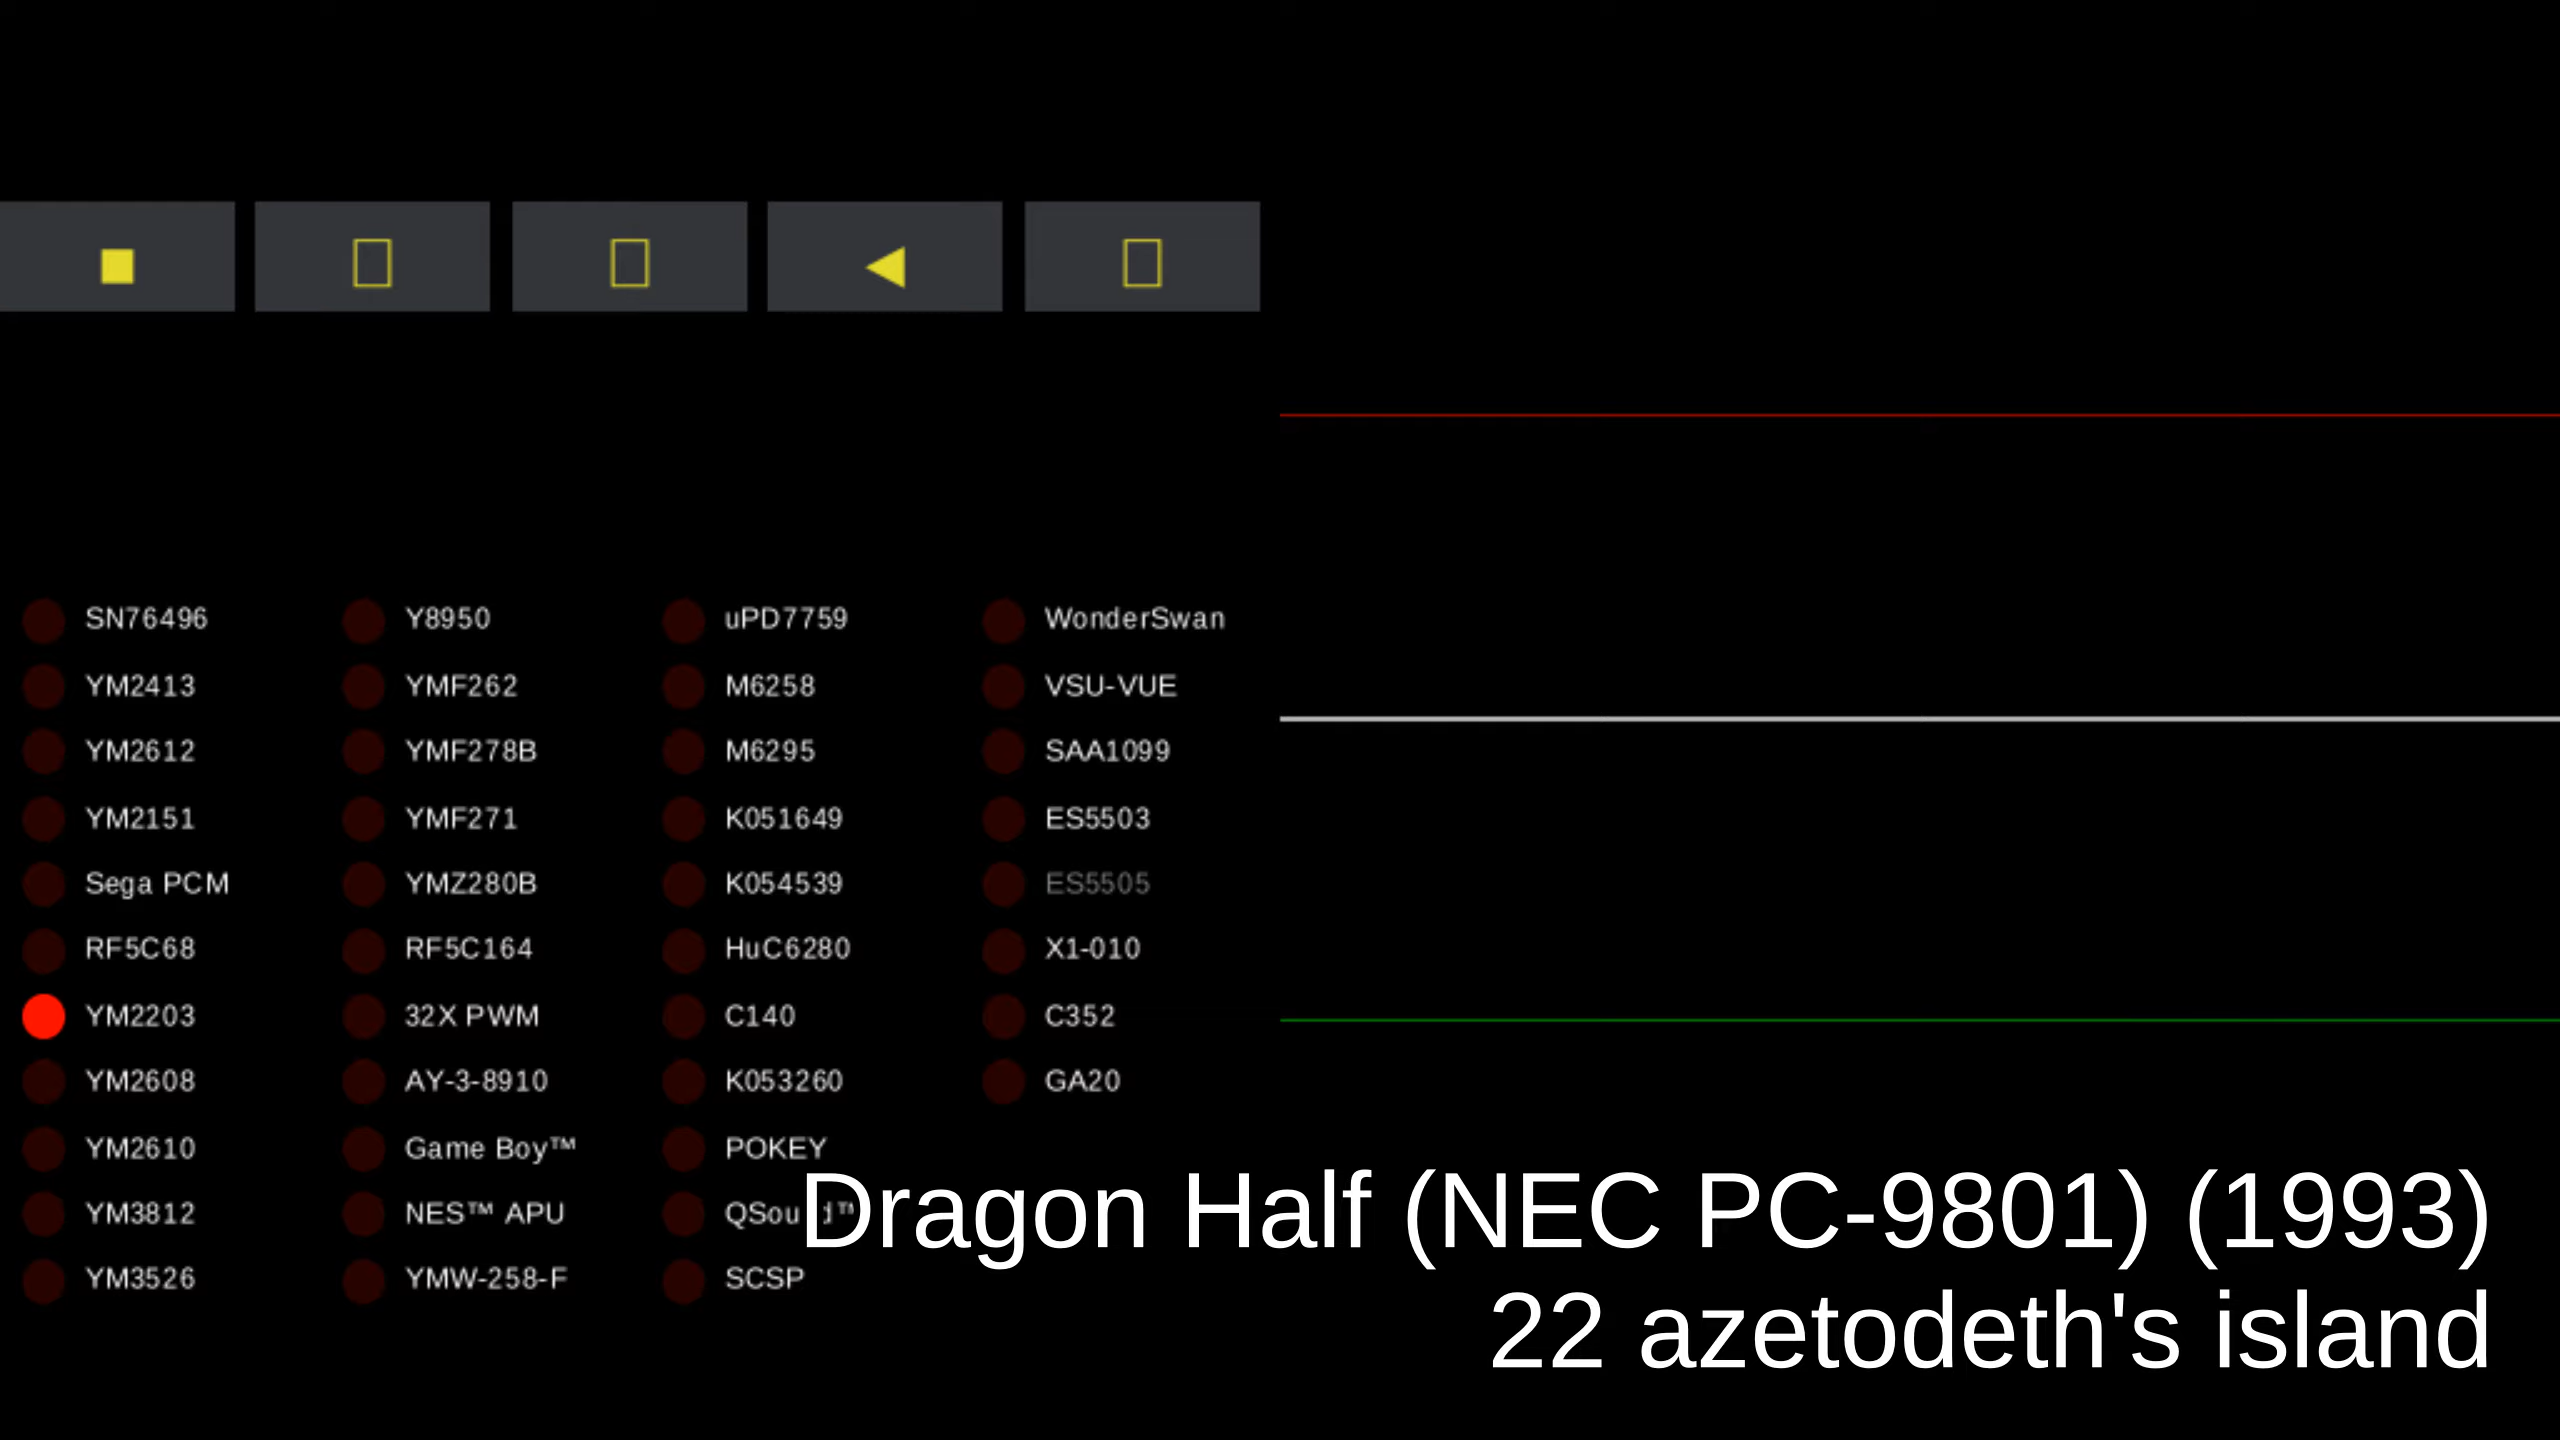 SN76496 Y8950 uPD7759 WonderSwan
YM2413 YMF262 M6258 VSU-VUE
YM2612 YMF278B M6295 SAA1099
YM2151 YMF271 K051649 ES5503
Sega PCM YMZ280B K054539 ES5505
RF5C68 RF5C164 HuC6280 X1-010
YM2203 32X PWM C140 C352
YM2608 AY-3-8910 K053260 GA20
YM2610 Game Boy™ POKEY
YM3812 NES™ APU
YM3526 YMW-258-F SCSP
Dragon Half (NEC PC-9801) (1993)
22 azetodeth's island